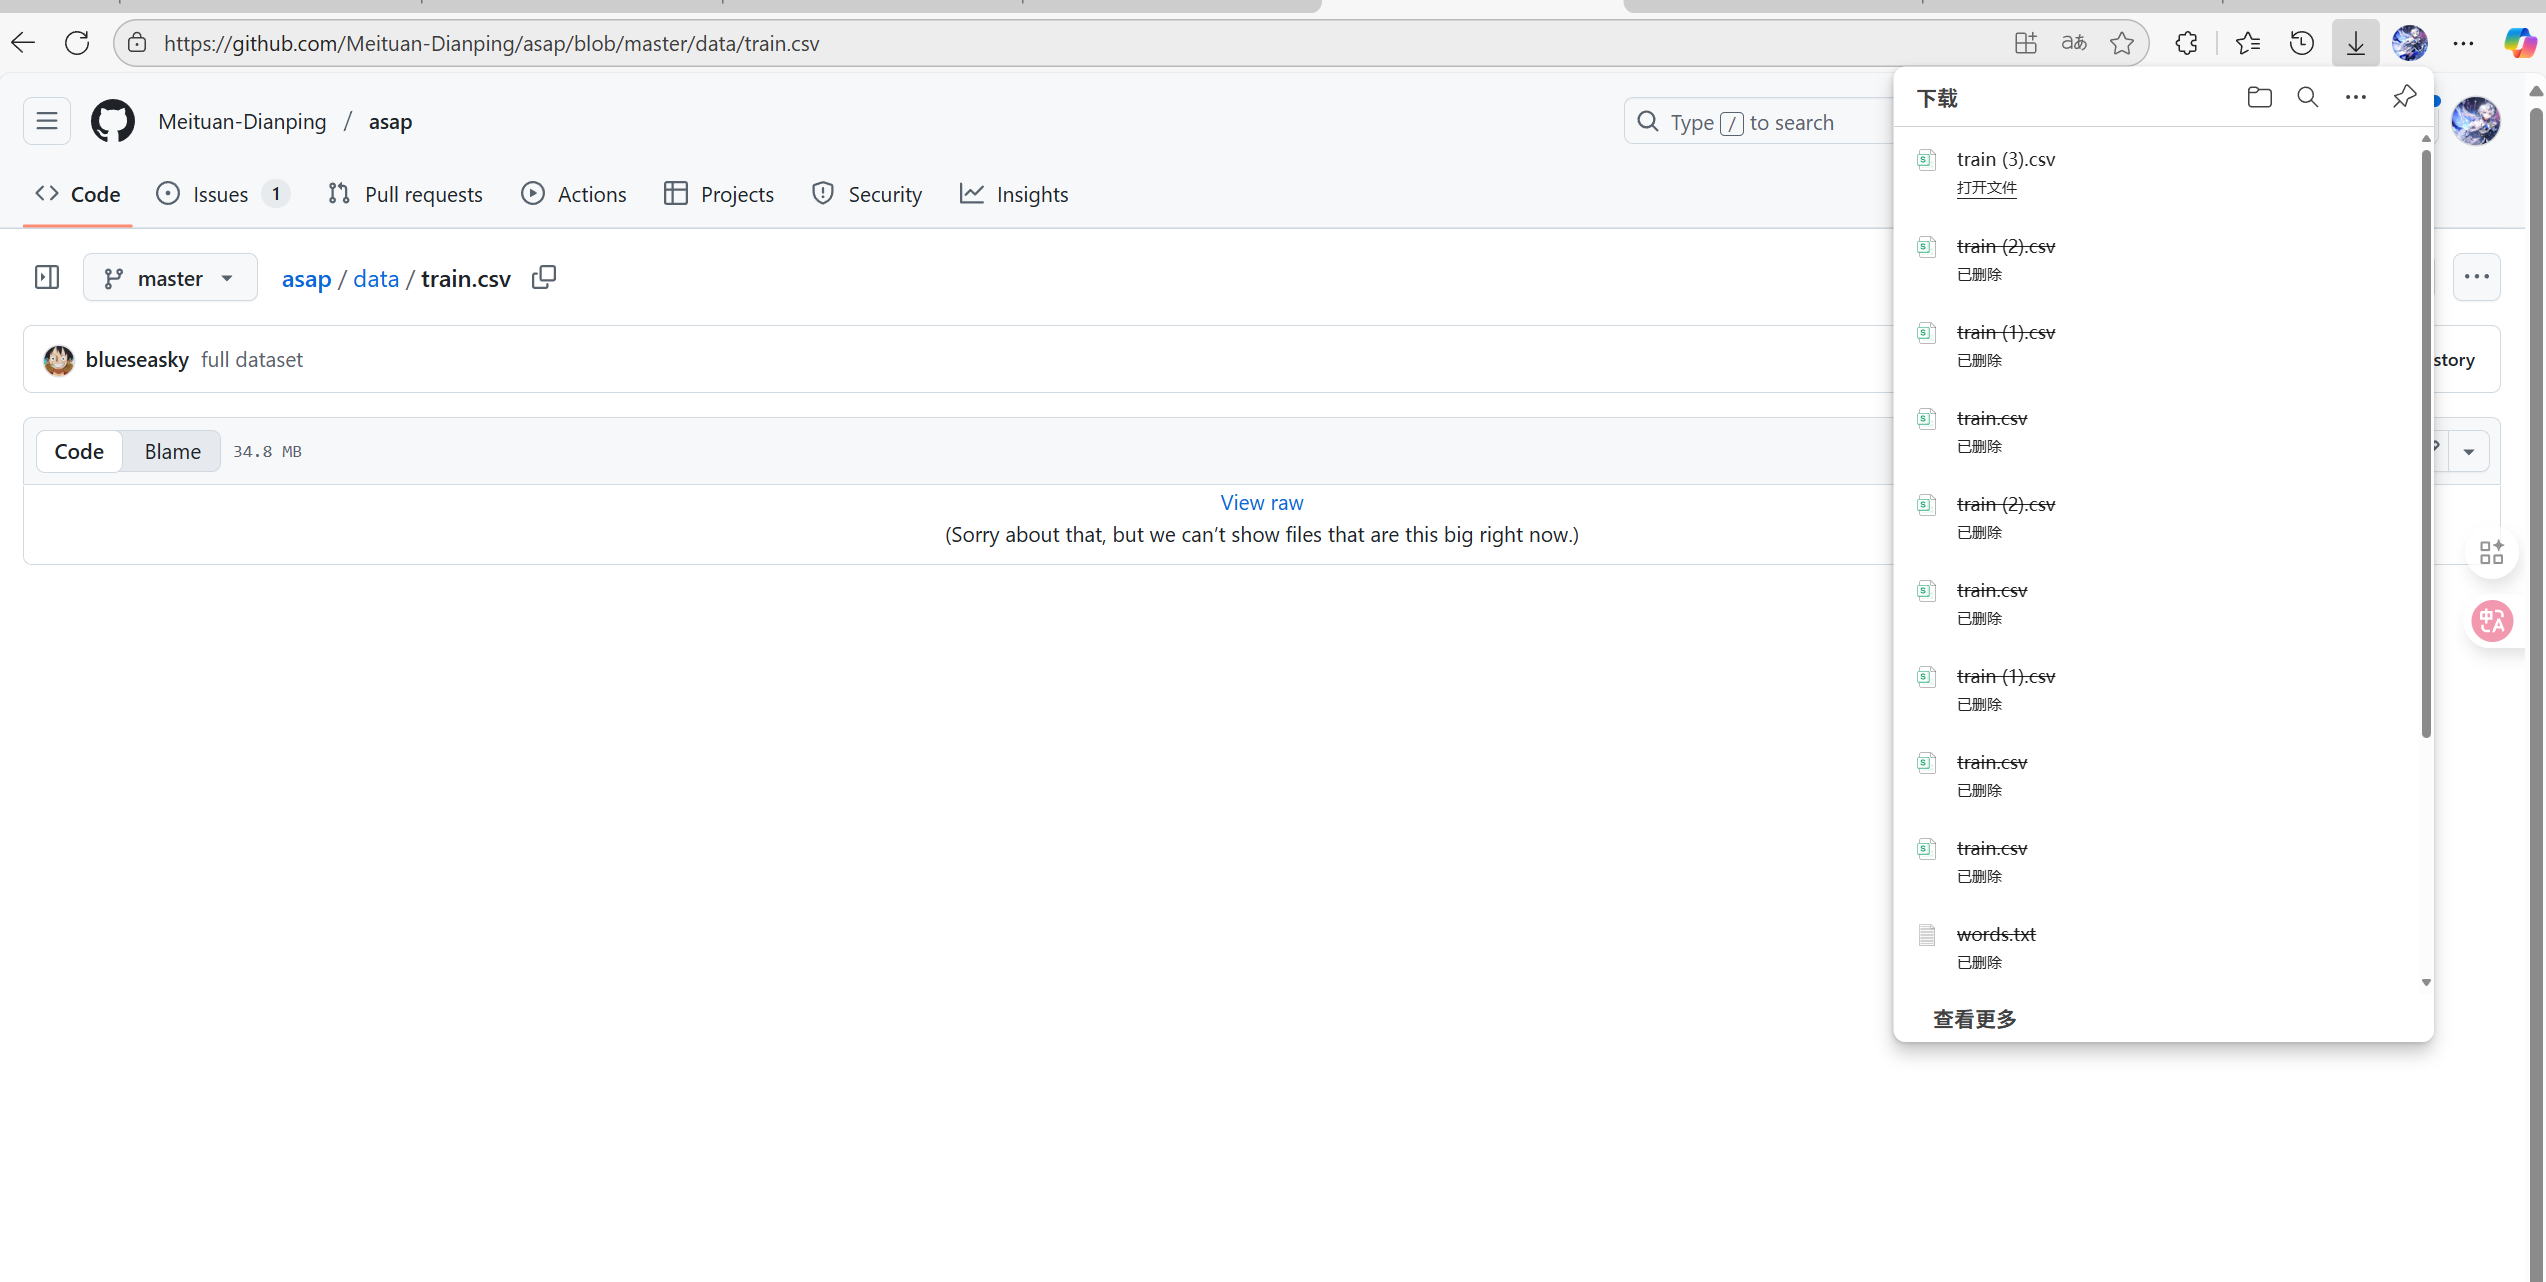 https://github.com/Meituan-Dianping/asap/blob/master/data/train.csv
aあ
Meituan-Dianping / asap
Type / to search
Code
Issues 1
Pull requests
Actions
Projects
Security
Insights
master
asap / data / train.csv
blueseasky full dataset
story
Code Blame 34.8 MB
View raw
(Sorry about that, but we can’t show files that are this big right now.)
下载
train (3).csv
打开文件
train (2).csv
已删除
train (1).csv
已删除
train.csv
已删除
train (2).csv
已删除
train.csv
已删除
train (1).csv
已删除
train.csv
已删除
train.csv
已删除
words.txt
已删除
查看更多
中A